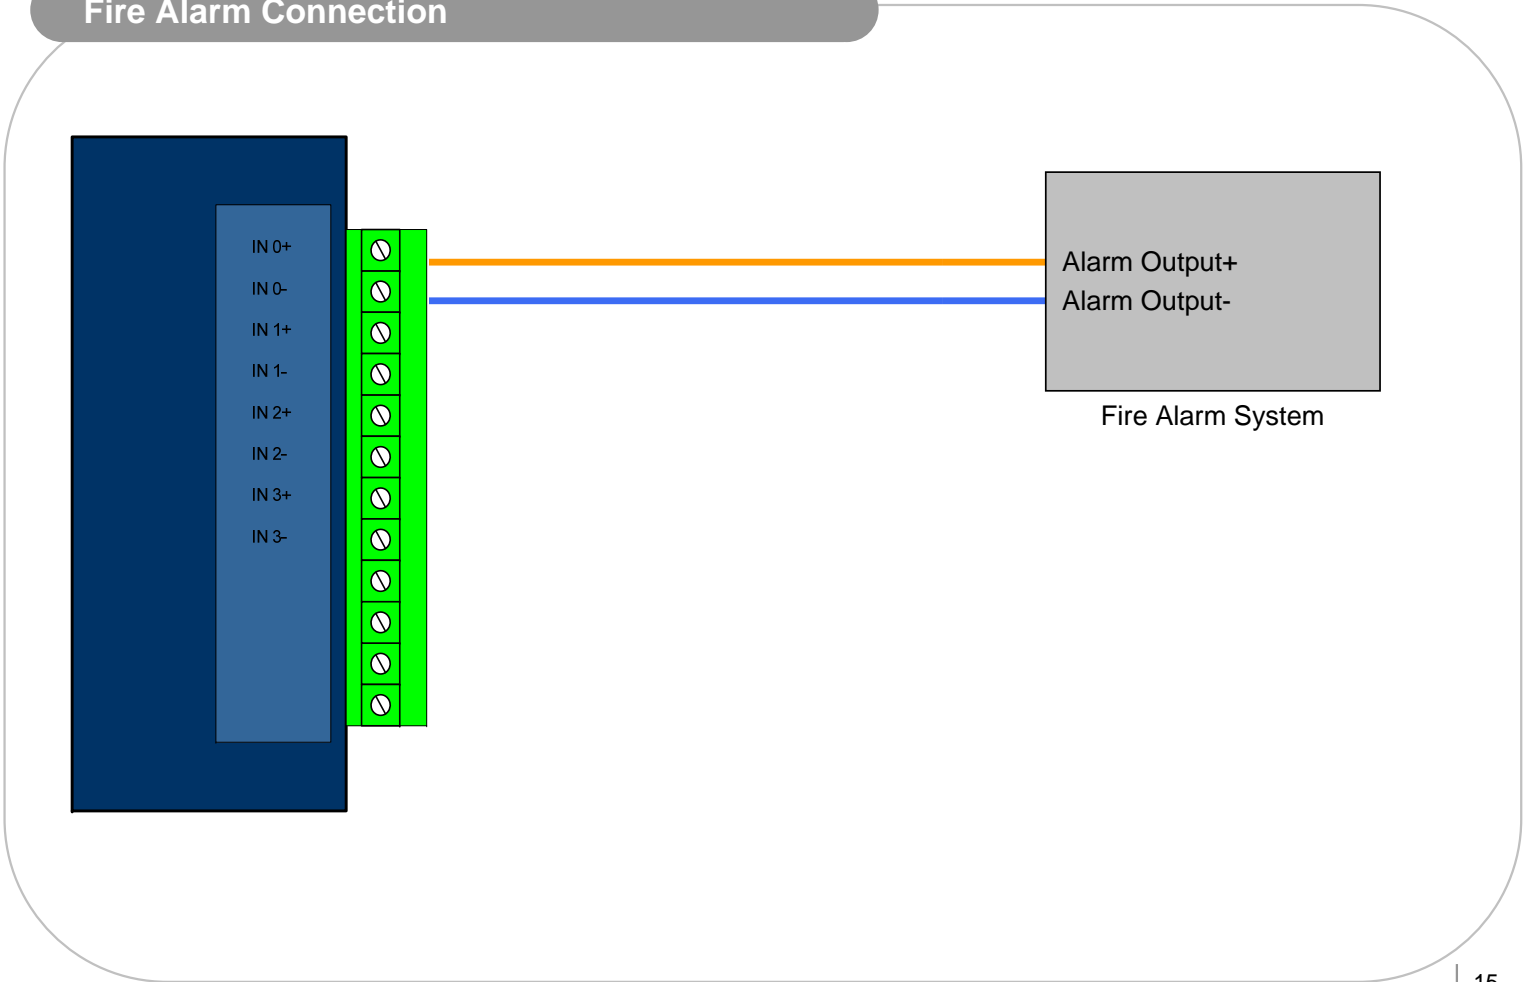 Fire Alarm Connection
IN 0+
IN 0-
IN 1+
IN 1-
IN 2+
IN 2-
IN 3+
IN 3-
Alarm Output+
Alarm Output-
Fire Alarm System
15